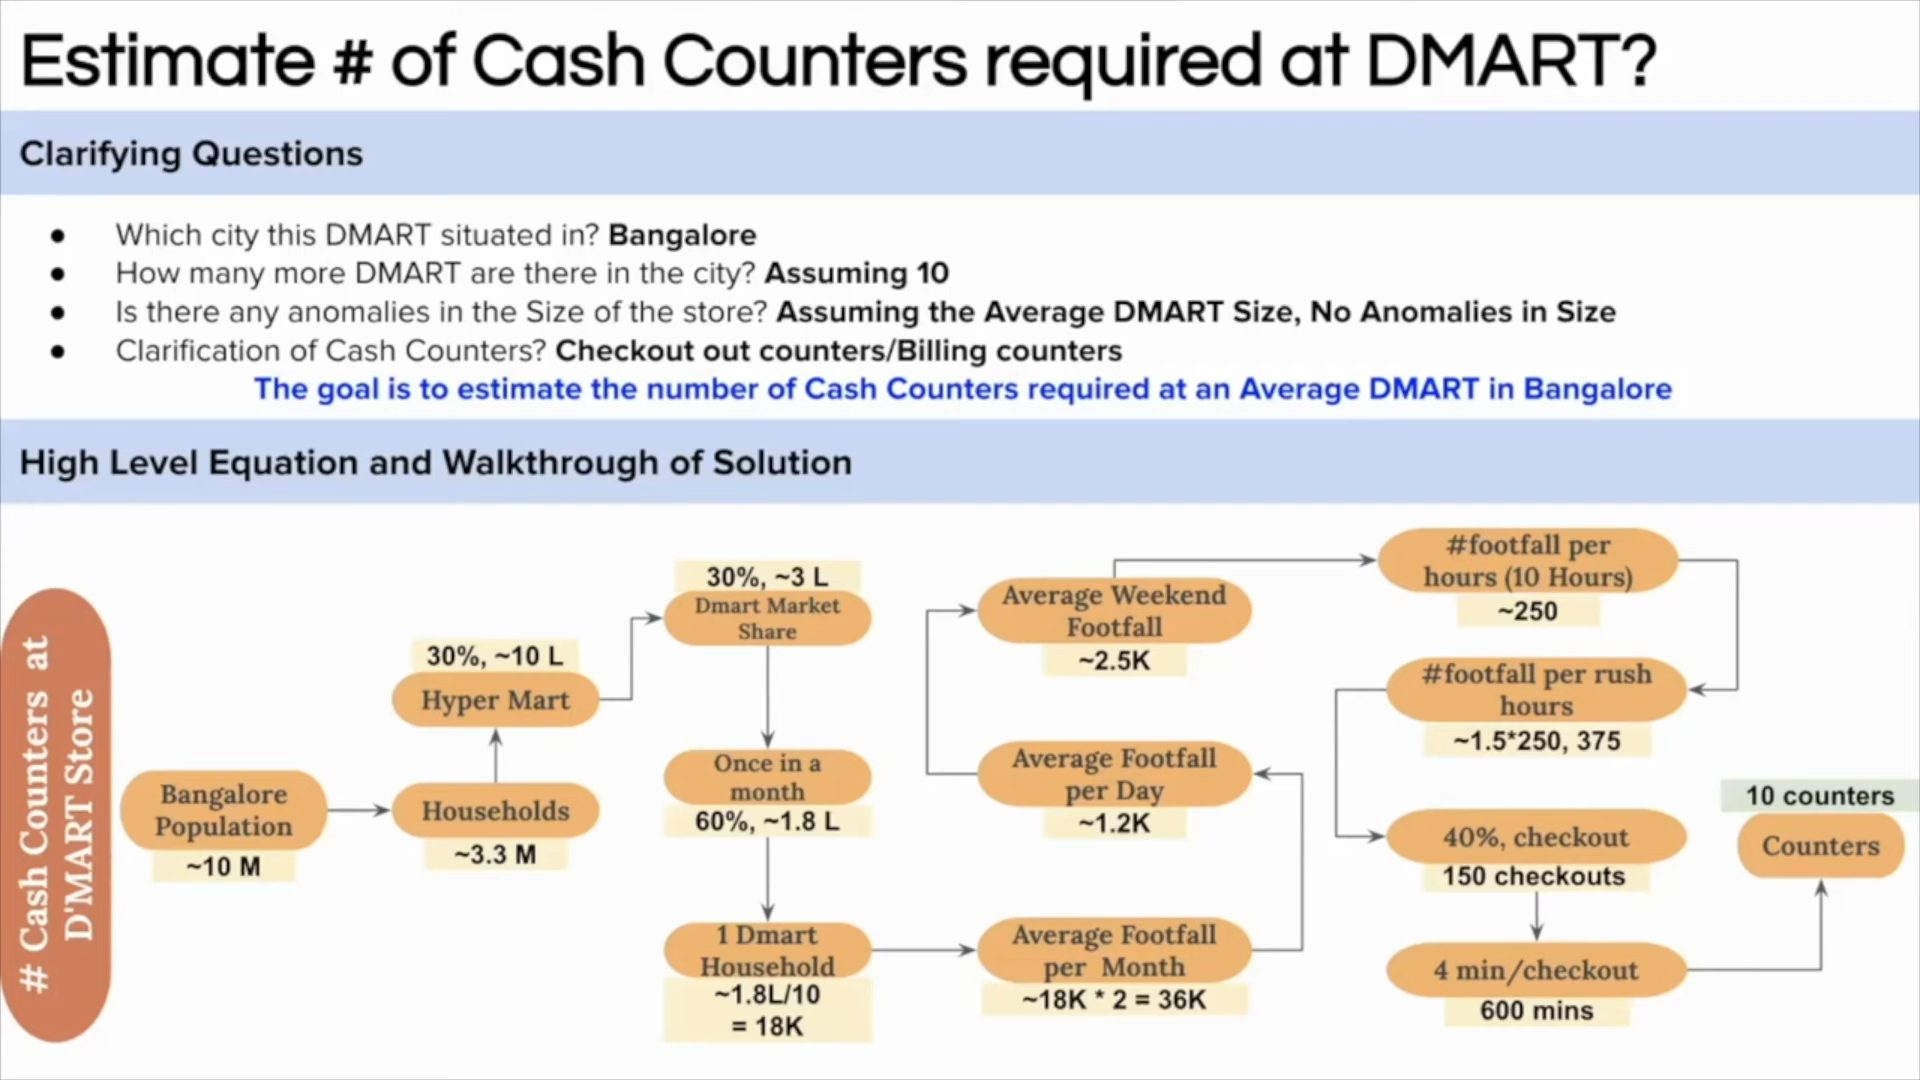 Estimate # of Cash Counters required at DMART?
Clarifying Questions
● Which city this DMART situated in? Bangalore
● How many more DMART are there in the city? Assuming 10
● Is there any anomalies in the Size of the store? Assuming the Average DMART Size, No Anomalies in Size
● Clarification of Cash Counters? Checkout out counters/Billing counters
The goal is to estimate the number of Cash Counters required at an Average DMART in Bangalore
High Level Equation and Walkthrough of Solution
# Cash Counters at
D'MART Store
Bangalore
Population
~10 M
Households
~3.3 M
30%, ~10 L
Hyper Mart
30%, ~3 L
Dmart Market
Share
Once in a
month
60%, ~1.8 L
1 Dmart
Household
~1.8L/10
= 18K
Average Footfall
per Month
~18K * 2 = 36K
Average Footfall
per Day
~1.2K
Average Weekend
Footfall
~2.5K
#footfall per
hours (10 Hours)
~250
#footfall per rush
hours
~1.5*250, 375
40%, checkout
150 checkouts
4 min/checkout
600 mins
10 counters
Counters